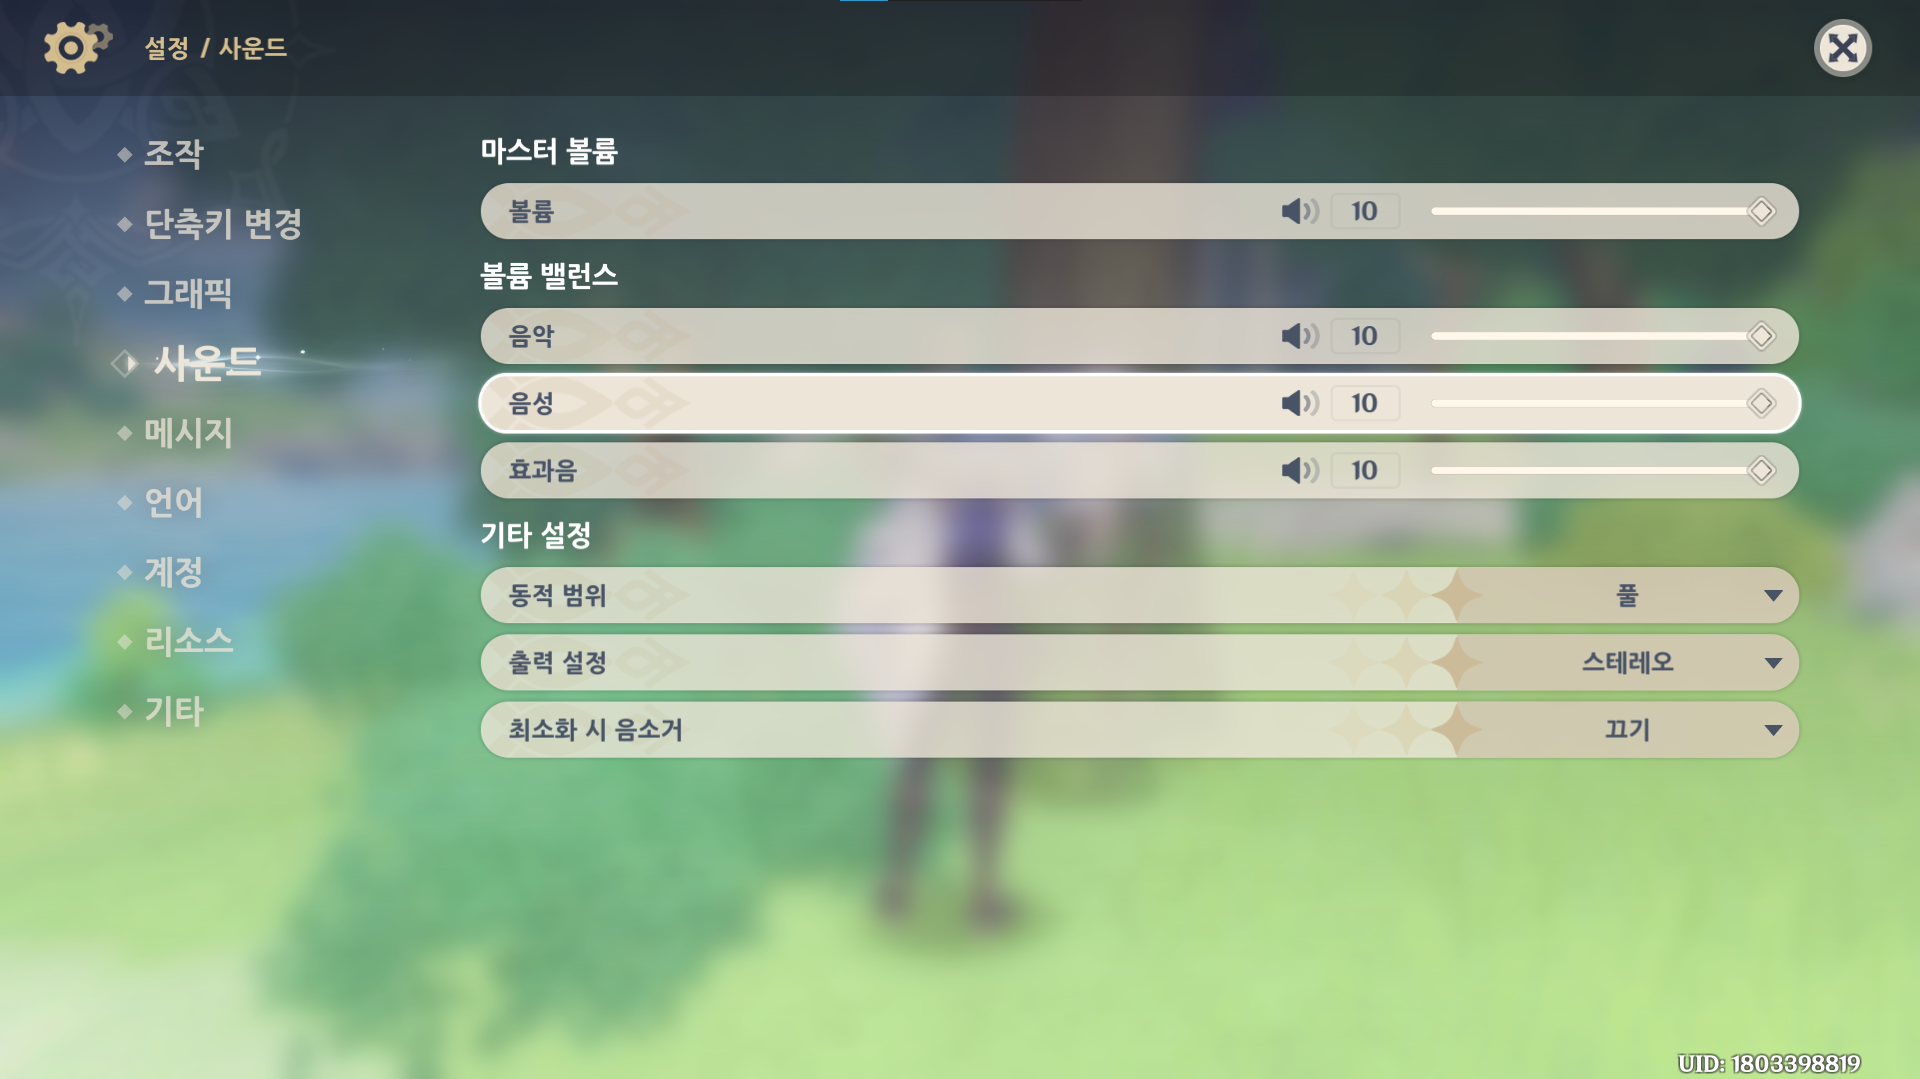 설정 / 사운드
조작
단축키 변경
그래픽
사운드
메시지
언어
계정
리소스
기타
마스터 볼륨
볼륨 10
볼륨 밸런스
음악 10
음성 10
효과음 10
기타 설정
동적 범위 풀
출력 설정 스테레오
최소화 시 음소거 끄기
UID: 1803398819